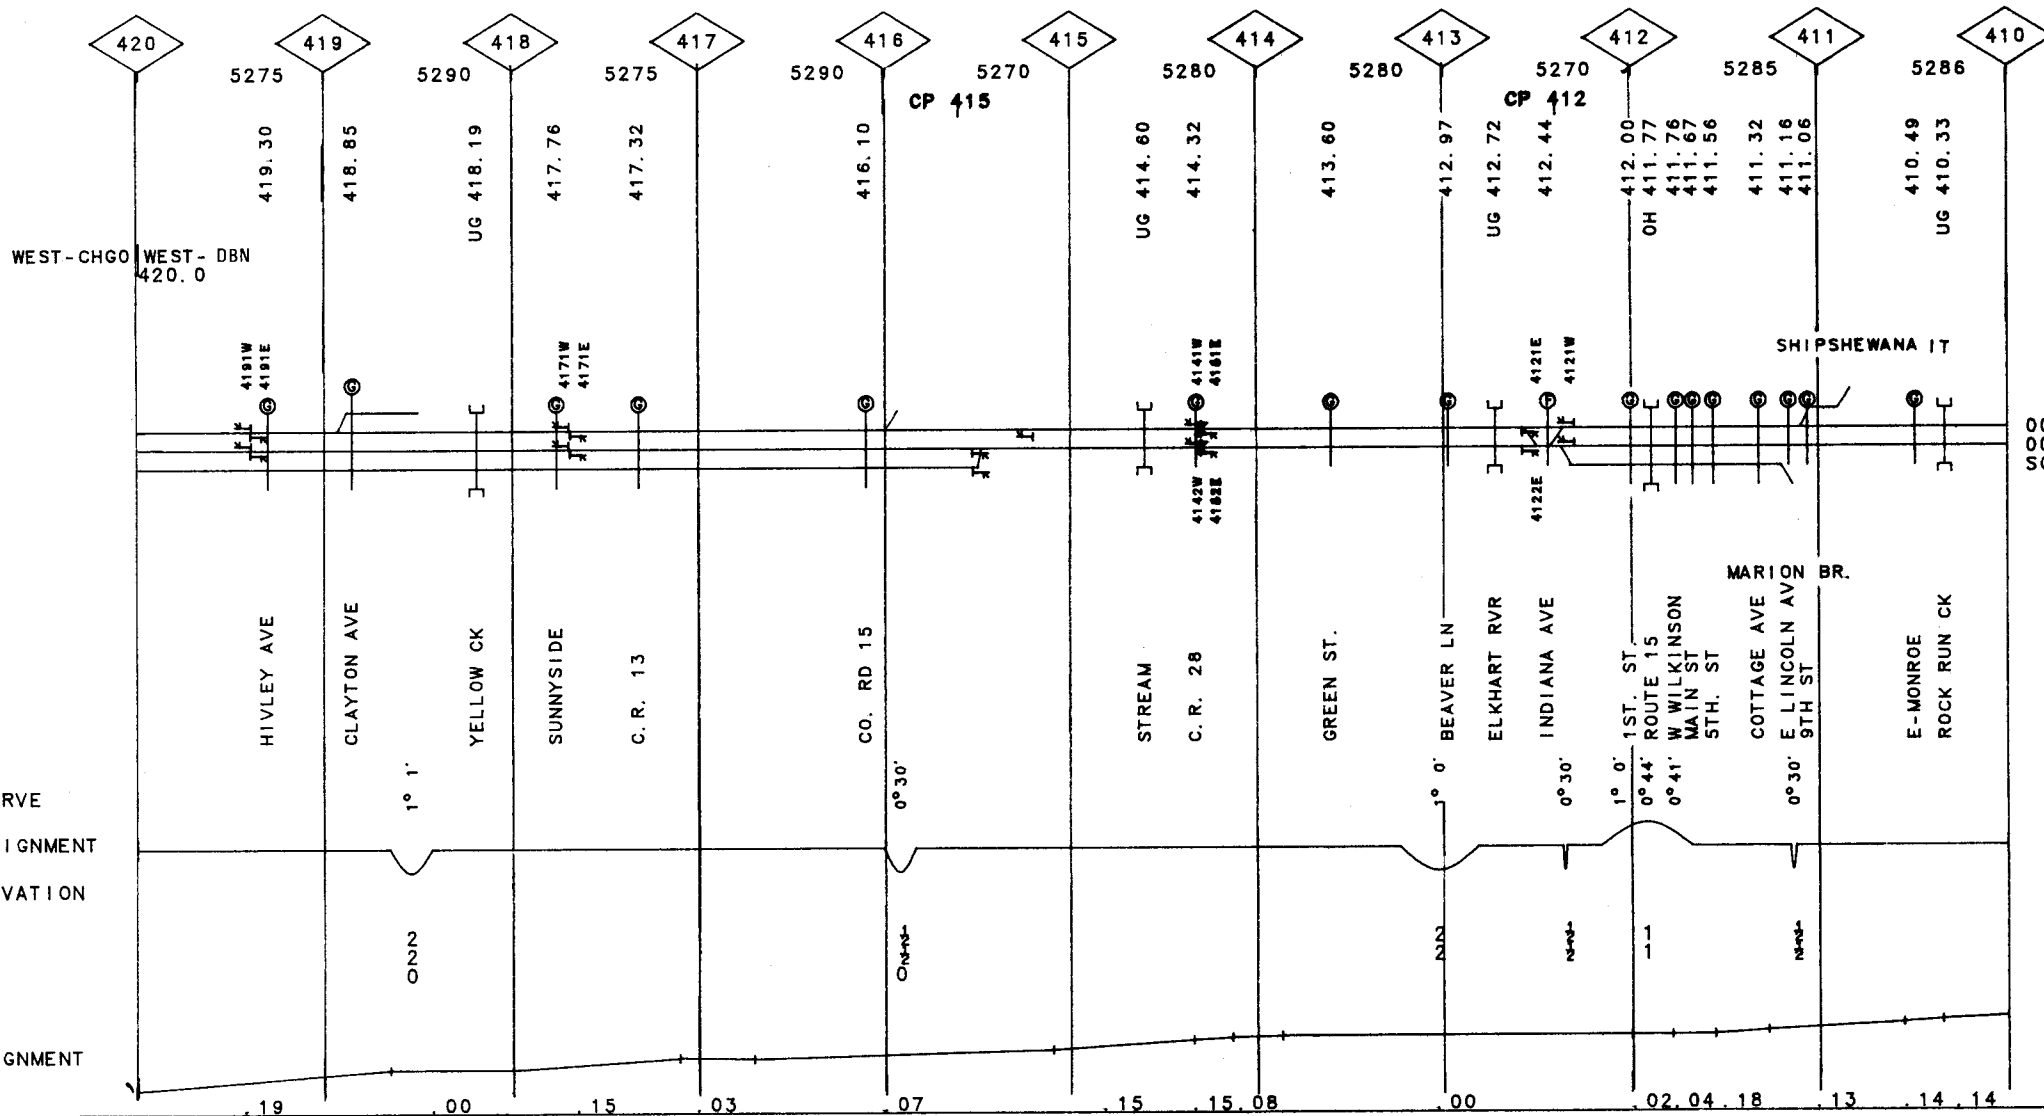 420 419 418 417 416 415 414 413 412 411 410
5275 5290 5275 5290 5270 5280 5280 5270 5285 5286
CP 415 CP 412
419.30
418.85
UG 418.19
417.76
417.32
416.10
UG 414.60
414.32
413.60
412.97
UG 412.72
412.44
412.00
OH 411.77
411.76
411.67
411.56
411.32
411.16
411.06
410.49
UG 410.33
WEST-CHGO WEST-DBN
420.0
4191W
4191E
4171W
4171E
4141W
4121E
4121W
SHIPSHEWANA IT
G G G G G G G G F G G G G G G G G
4142W
4122E
MARION BR.
HIVLEY AVE
CLAYTON AVE
YELLOW CK
SUNNYSIDE
C.R. 13
CO. RD 15
STREAM
C.R. 28
GREEN ST.
BEAVER LN
ELKHART RVR
INDIANA AVE
1ST. ST.
ROUTE 15
W WILKINSON
MAIN ST
5TH. ST
COTTAGE AVE
E LINCOLN AV
9TH ST
E-MONROE
ROCK RUN CK
RVE
1° 1'
0° 30'
1° 0'
0° 30'
1° 0'
0° 44'
0° 41'
0° 30'
IGNMENT
VATION
2 2 1
2 2 1
0 0
GNMENT
.19 .00 .15 .03 .07 .15 .15 .08 .00 .02 .04 .18 .13 .14 .14